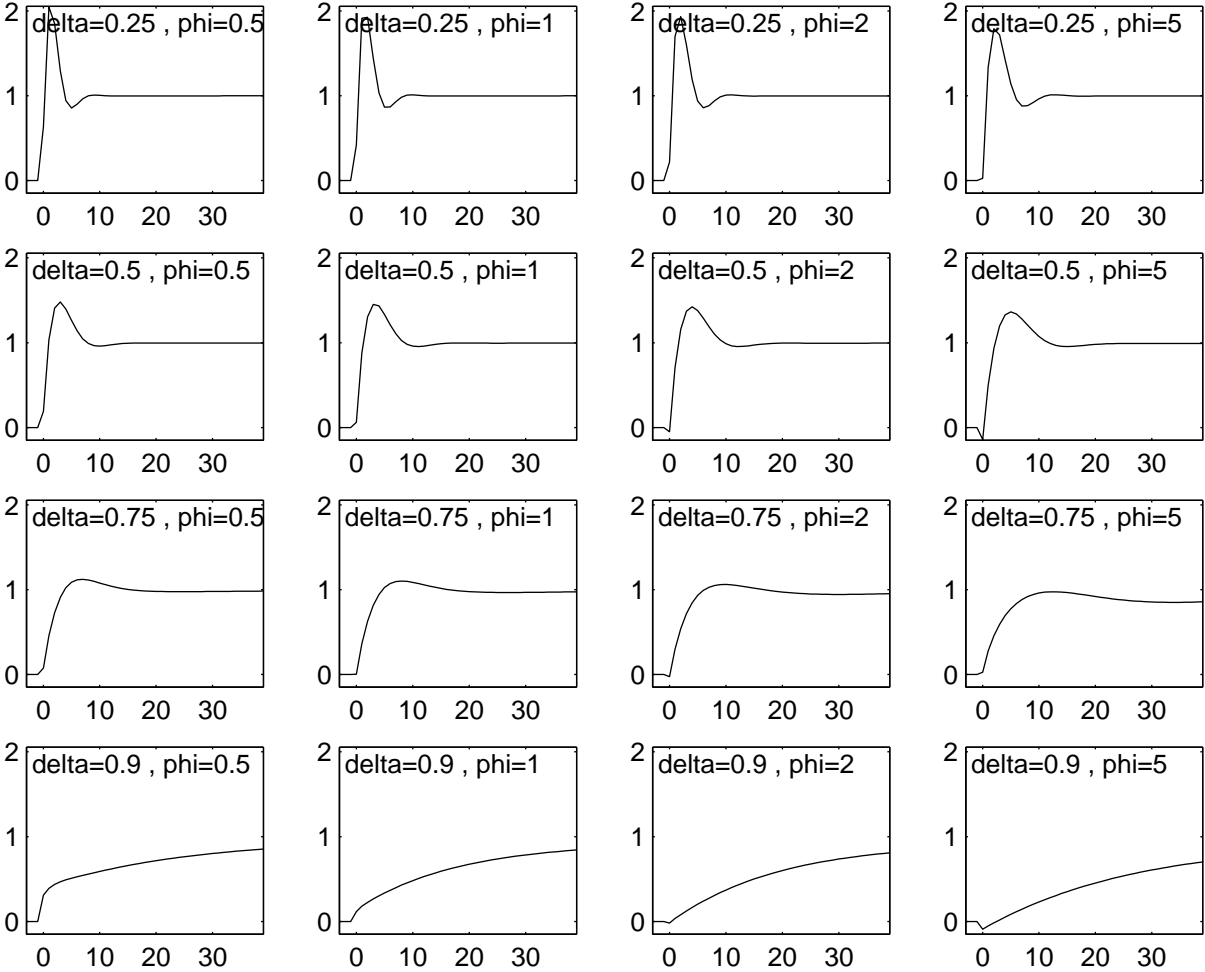 2
delta=0.25 , phi=0.5
1
0
0 10 20 30
2
delta=0.25 , phi=1
1
0
0 10 20 30
2
delta=0.25 , phi=2
1
0
0 10 20 30
2
delta=0.25 , phi=5
1
0
0 10 20 30
2
delta=0.5 , phi=0.5
1
0
0 10 20 30
2
delta=0.5 , phi=1
1
0
0 10 20 30
2
delta=0.5 , phi=2
1
0
0 10 20 30
2
delta=0.5 , phi=5
1
0
0 10 20 30
2
delta=0.75 , phi=0.5
1
0
0 10 20 30
2
delta=0.75 , phi=1
1
0
0 10 20 30
2
delta=0.75 , phi=2
1
0
0 10 20 30
2
delta=0.75 , phi=5
1
0
0 10 20 30
2
delta=0.9 , phi=0.5
1
0
0 10 20 30
2
delta=0.9 , phi=1
1
0
0 10 20 30
2
delta=0.9 , phi=2
1
0
0 10 20 30
2
delta=0.9 , phi=5
1
0
0 10 20 30